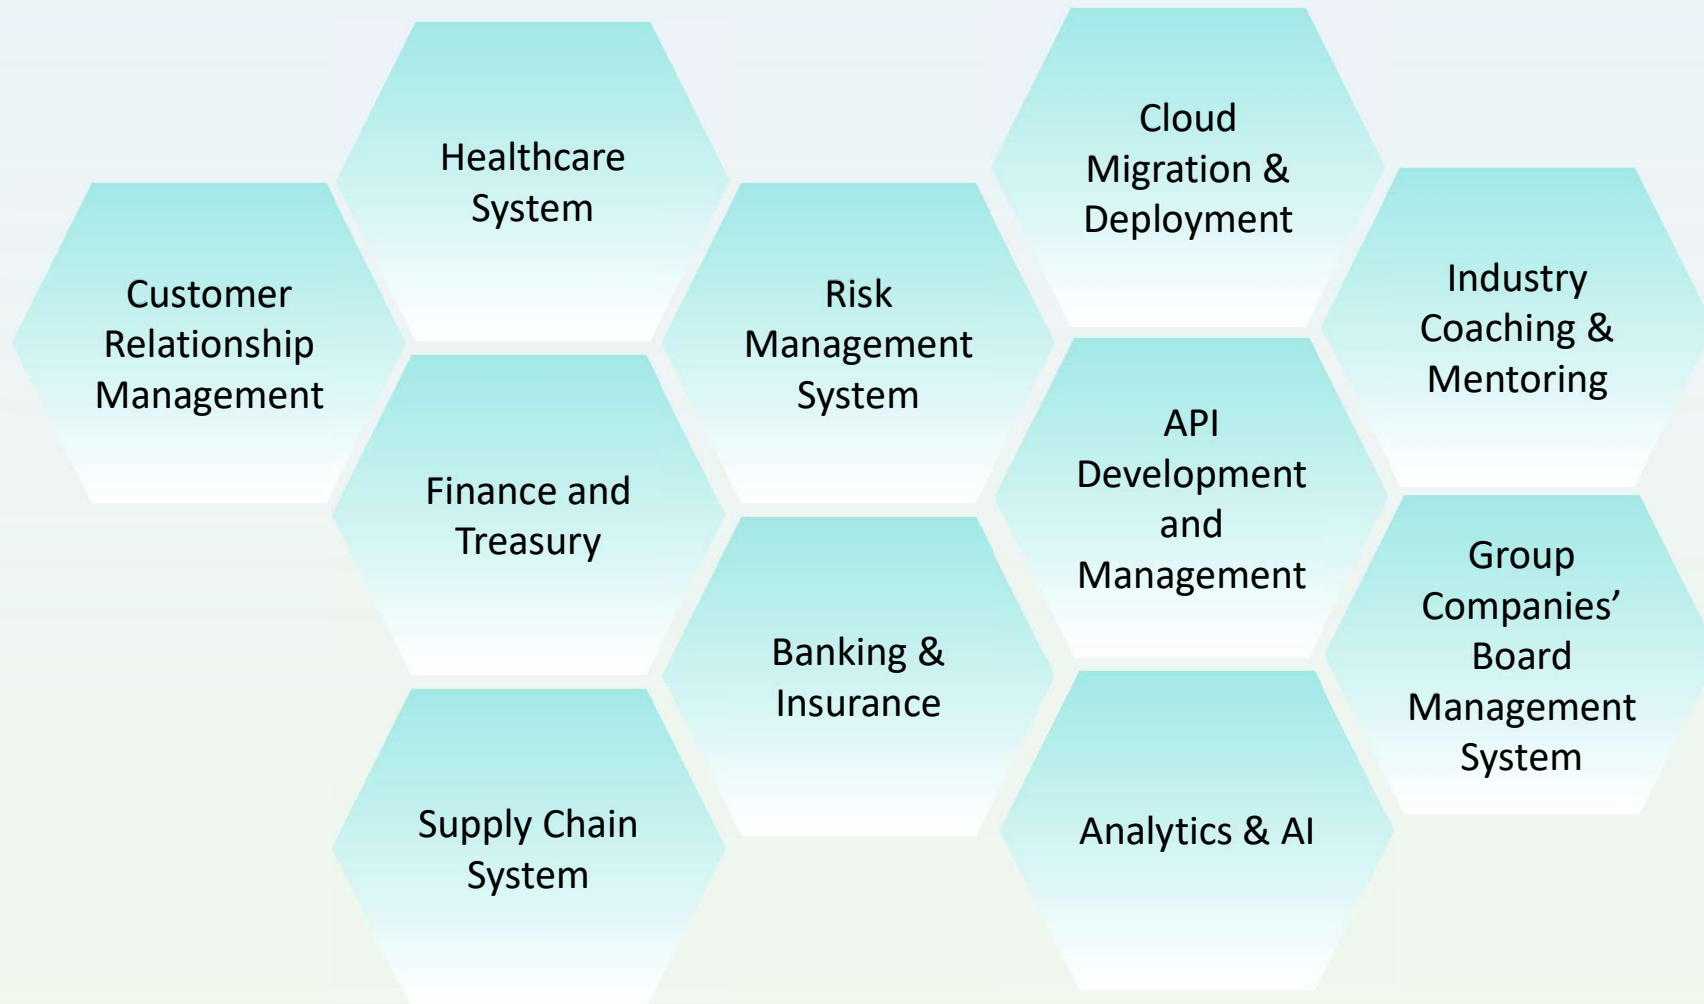 Healthcare
System
Cloud
Migration &
Deployment
Customer
Relationship
Management
Risk
Management
System
Industry
Coaching &
Mentoring
Finance and
Treasury
API
Development
and
Management
Banking &
Insurance
Group
Companies’
Board
Management
System
Supply Chain
System
Analytics & AI